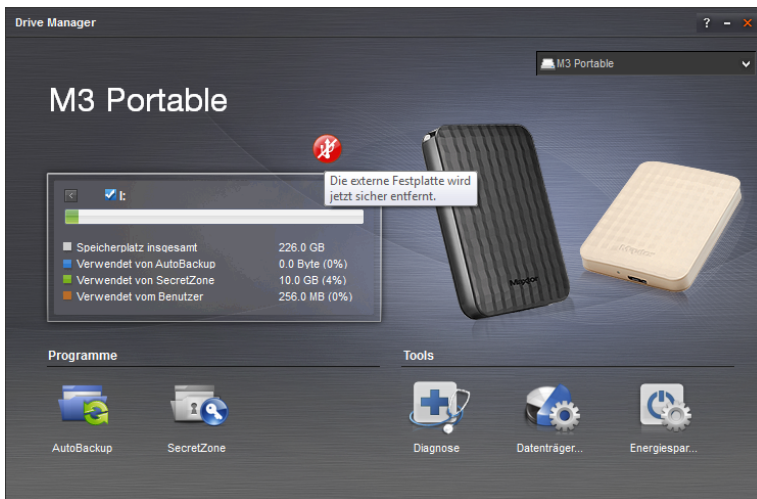 Drive Manager
? -
M3 Portable
M3 Portable
Die externe Festplatte wird
jetzt sicher entfernt.
I:
Speicherplatz insgesamt 226.0 GB
Verwendet von AutoBackup 0.0 Byte (0%)
Verwendet von SecretZone 10.0 GB (4%)
Verwendet vom Benutzer 256.0 MB (0%)
Maxtor
Maxtor
Programme
Tools
AutoBackup
SecretZone
Diagnose
Datenträger...
Energiespar...